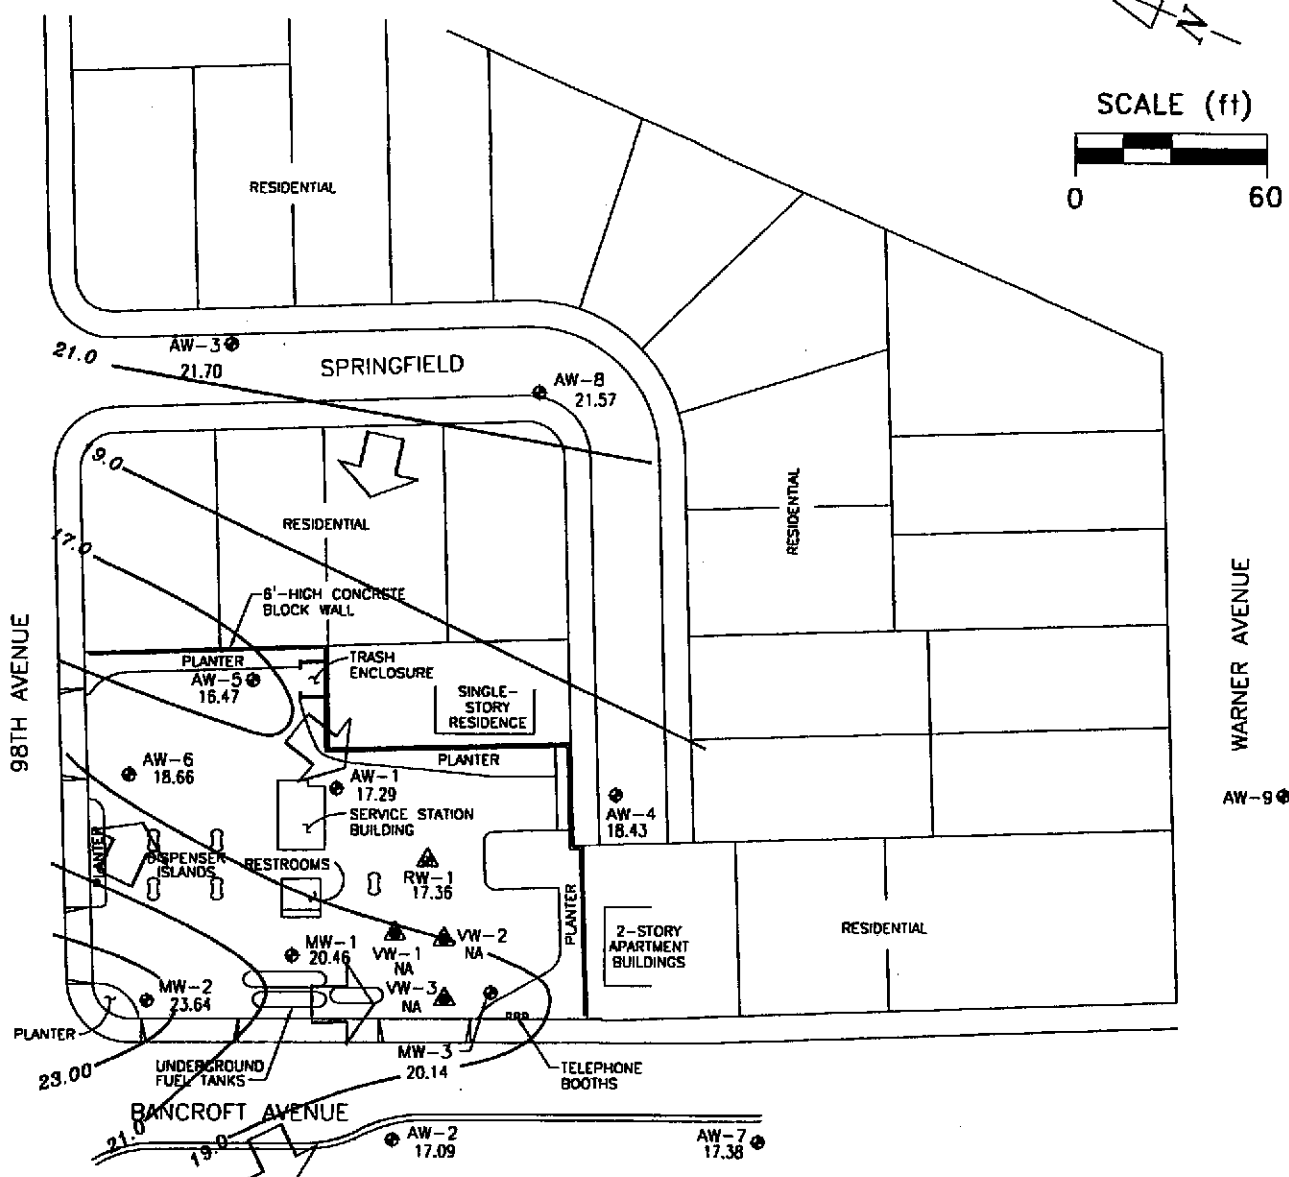 N
SCALE (ft)
0 60
RESIDENTIAL
21.0
AW-3
21.70
SPRINGFIELD
AW-8
21.57
19.0
RESIDENTIAL
RESIDENTIAL
17.0
6'-HIGH CONCRETE
BLOCK WALL
98TH AVENUE
WARNER AVENUE
PLANTER
TRASH
ENCLOSURE
AW-5
16.47
SINGLE-
STORY
RESIDENCE
PLANTER
AW-6
18.66
AW-1
17.29
SERVICE STATION
BUILDING
AW-4
18.43
AW-9
PLANTER
DISPENSER
ISLANDS
RESTROOMS
RW-1
17.36
PLANTER
2-STORY
APARTMENT
BUILDINGS
RESIDENTIAL
MW-1
20.46
VW-1
NA
VW-2
NA
MW-2
23.64
VW-3
NA
PLANTER
MW-3
20.14
UNDERGROUND
FUEL TANKS
TELEPHONE
BOOTHS
23.00
BANCROFT AVENUE
21.0
19.0
AW-2
17.09
AW-7
17.38